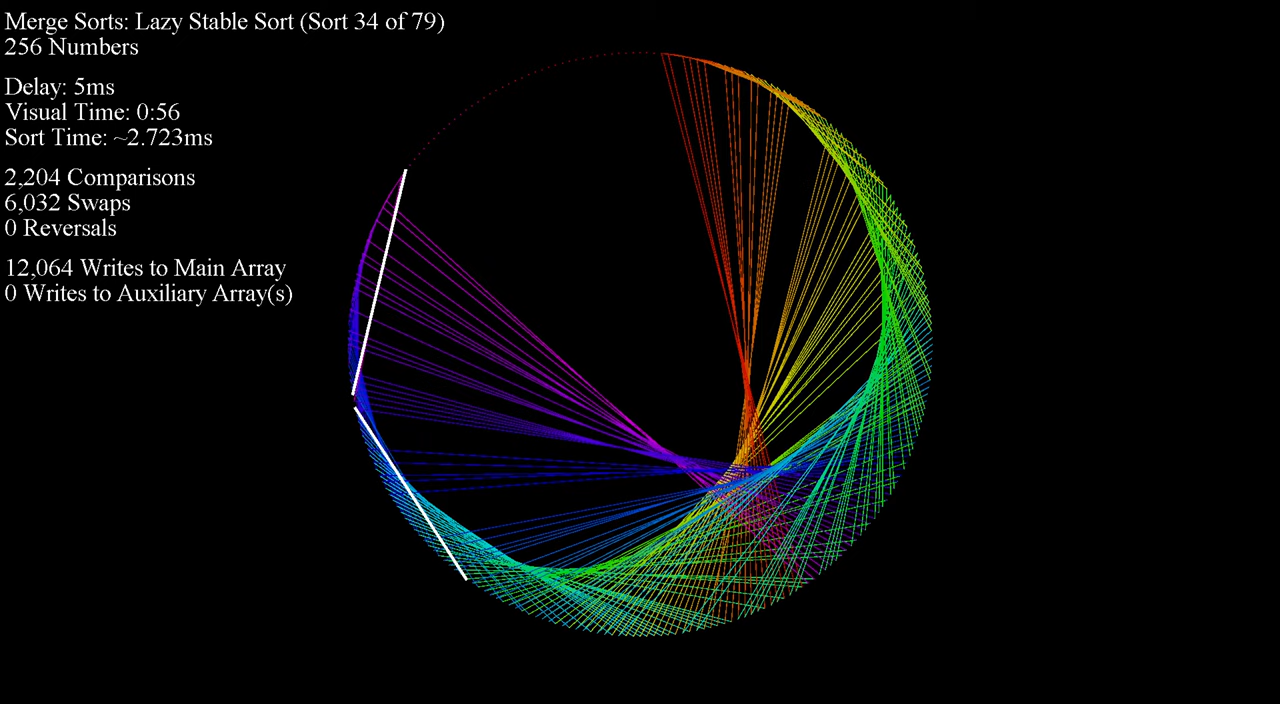 Merge Sorts: Lazy Stable Sort (Sort 34 of 79)
256 Numbers
Delay: 5ms
Visual Time: 0:56
Sort Time: ~2.723ms
2,204 Comparisons
6,032 Swaps
0 Reversals
12,064 Writes to Main Array
0 Writes to Auxiliary Array(s)